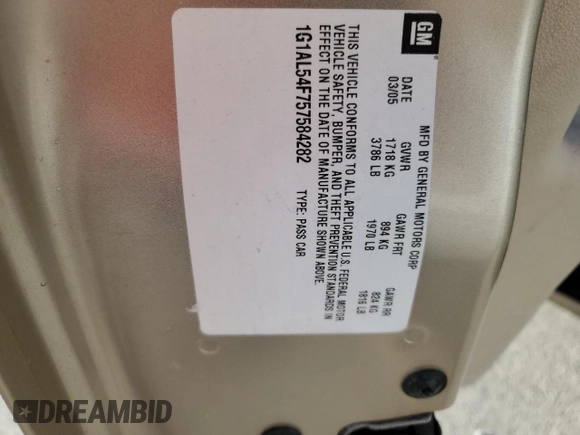 GM
MFD BY GENERAL MOTORS CORP
DATE GVWR GAWR FRT GAWR RR
03/05 1718 KG 894 KG 824 KG
3786 LB 1970 LB 1816 LB
THIS VEHICLE CONFORMS TO ALL APPLICABLE U.S. FEDERAL MOTOR
VEHICLE SAFETY, BUMPER, AND THEFT PREVENTION STANDARDS IN
EFFECT ON THE DATE OF MANUFACTURE SHOWN ABOVE.
1G1AL54F757584282 TYPE: PASS CAR
DREAMBID